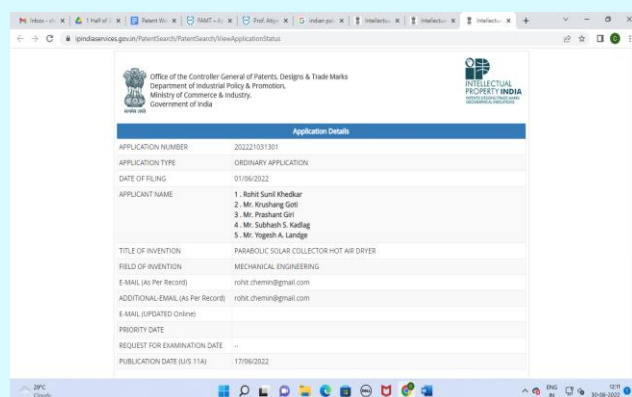 ipindiaservices.gov.in/PatentSearch/PatentSearch/ViewApplicationStatus
Office of the Controller General of Patents, Designs & Trade Marks
Department of Industrial Policy & Promotion,
Ministry of Commerce & Industry,
Government of India
INTELLECTUAL
PROPERTY INDIA
Application Details
APPLICATION NUMBER 202221031301
APPLICATION TYPE ORDINARY APPLICATION
DATE OF FILING 01/06/2022
APPLICANT NAME
1 . Rohit Sunil Khedkar
2 . Mr. Krushang Goti
3 . Mr. Prashant Giri
4 . Mr. Subhash S. Kadlag
5 . Mr. Yogesh A. Landge
TITLE OF INVENTION PARABOLIC SOLAR COLLECTOR HOT AIR DRYER
FIELD OF INVENTION MECHANICAL ENGINEERING
E-MAIL (As Per Record) rohit.chemin@gmail.com
ADDITIONAL-EMAIL (As Per Record) rohit.chemin@gmail.com
E-MAIL (UPDATED Online)
PRIORITY DATE
REQUEST FOR EXAMINATION DATE --
PUBLICATION DATE (U/S 11A) 17/06/2022
29°C
Cloudy
ENG
IN
12:11
30-08-2022